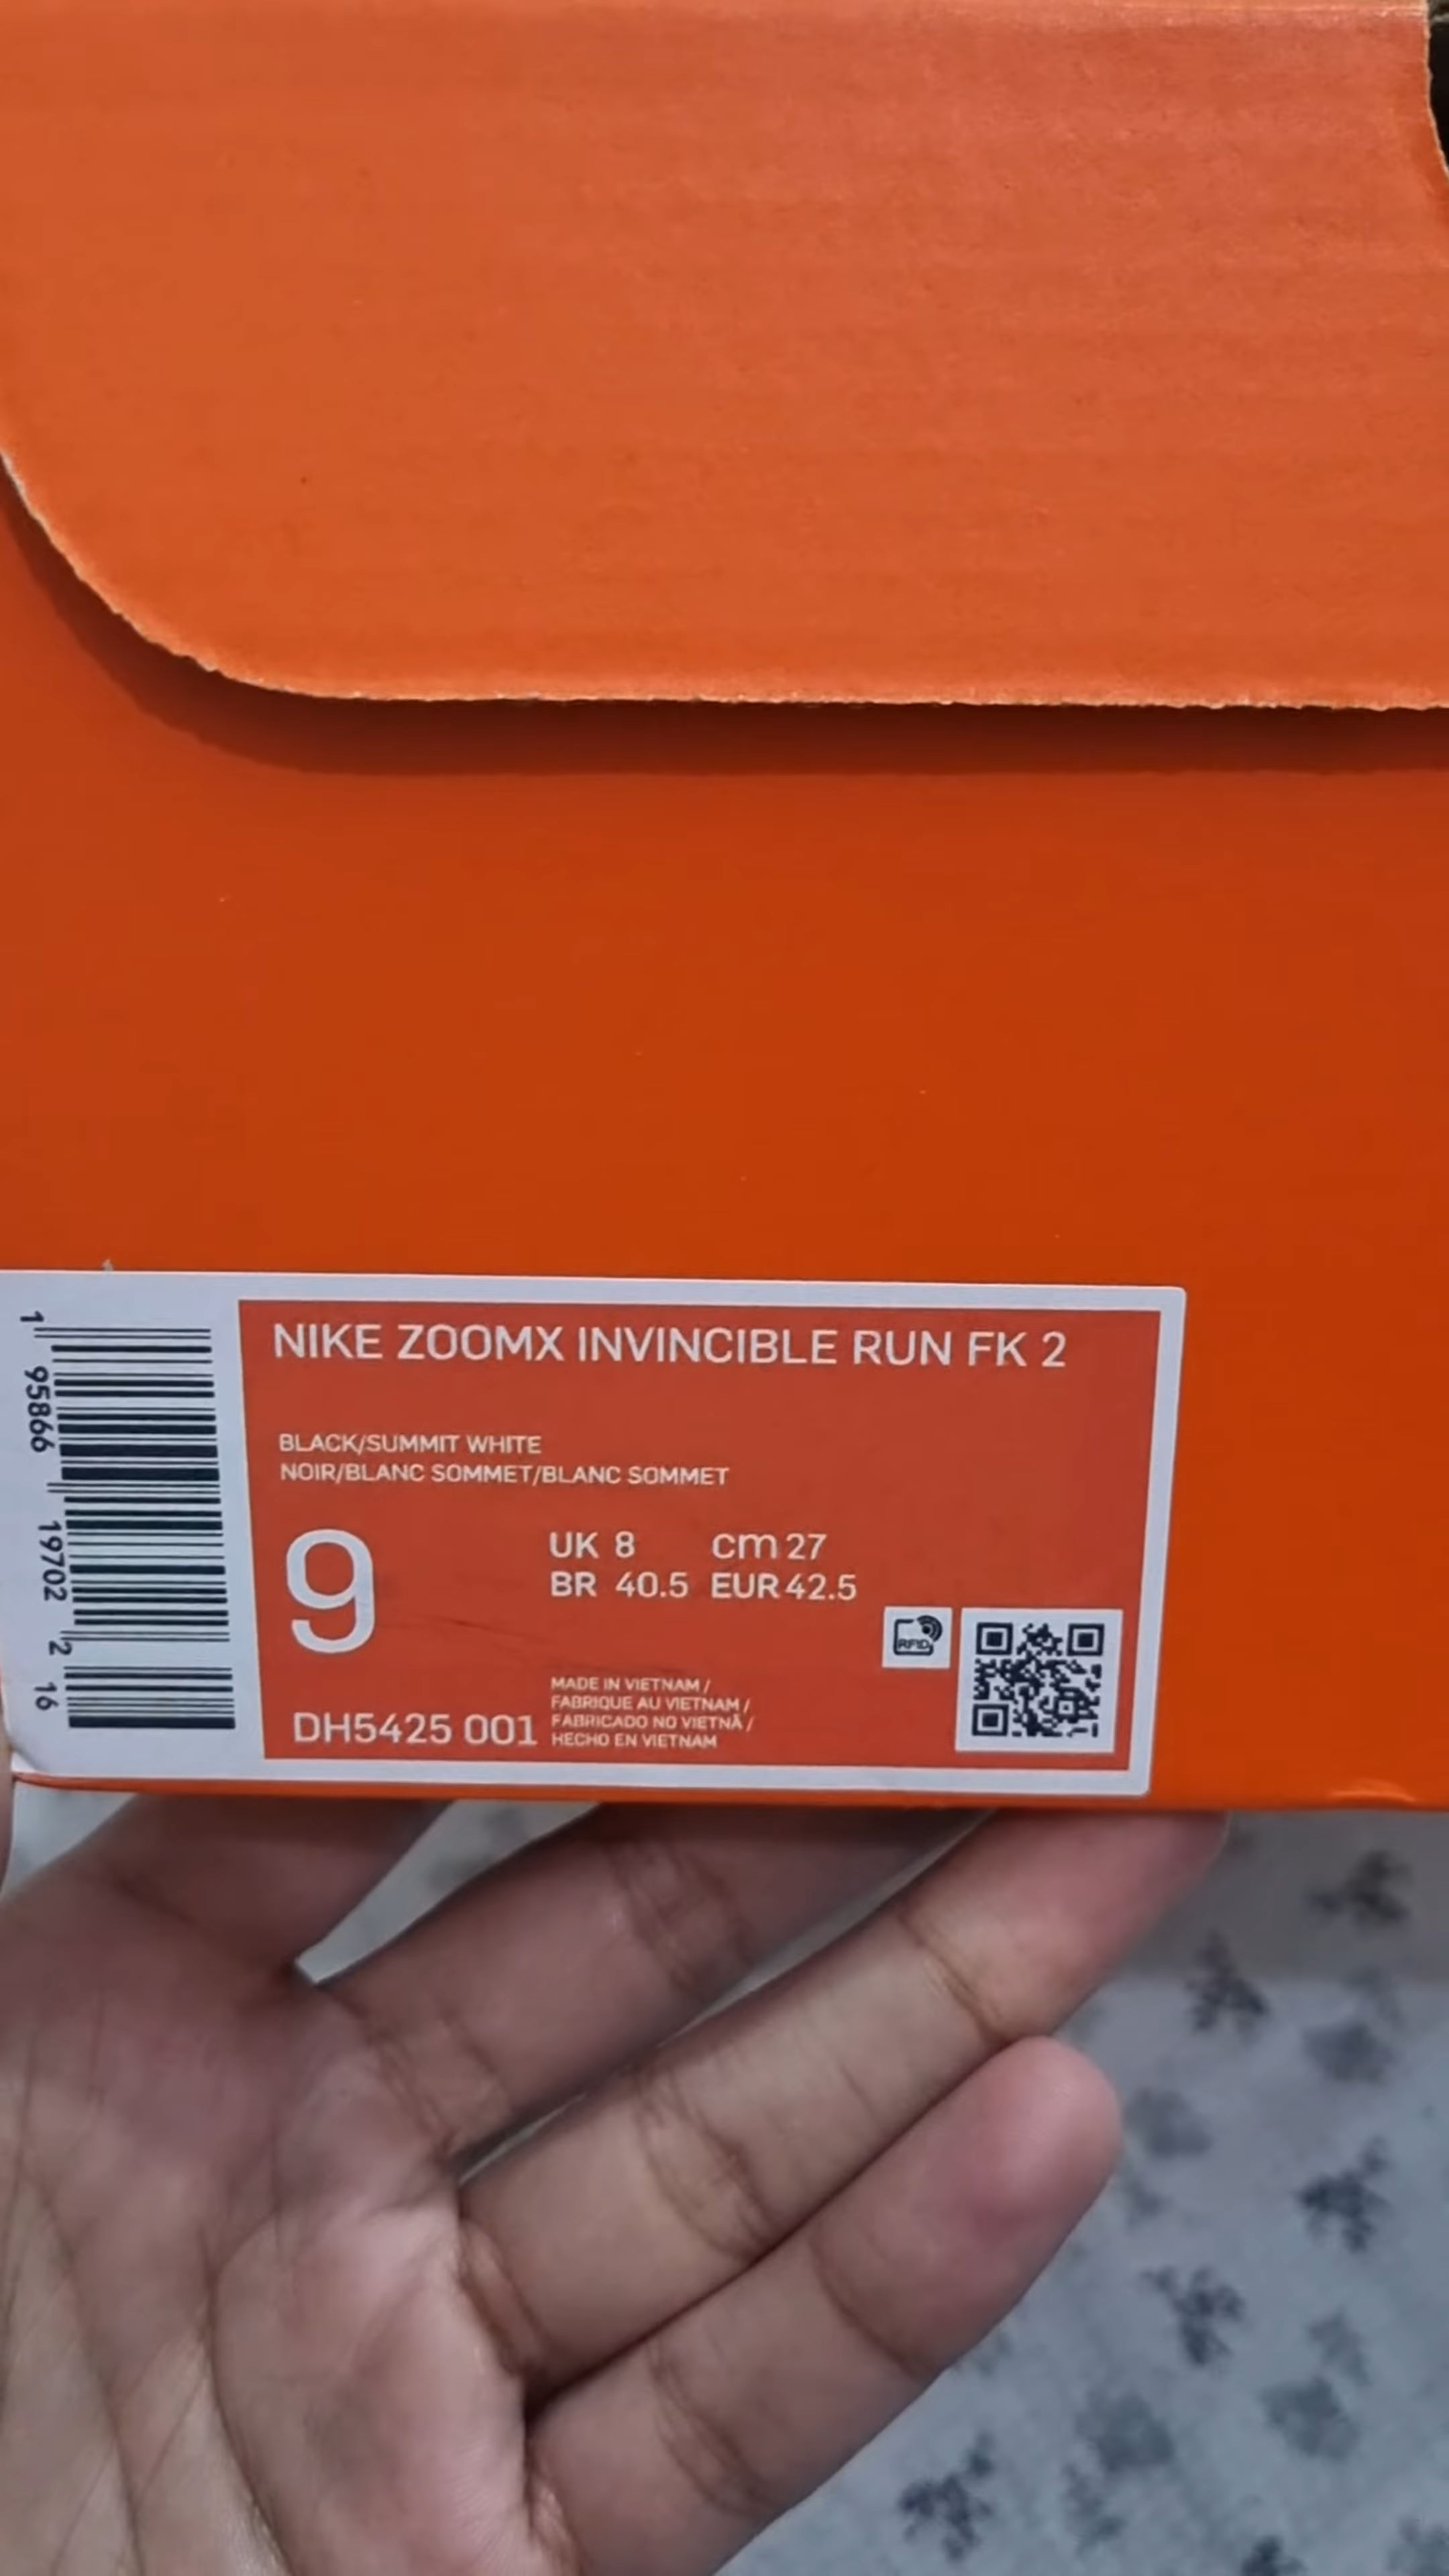 NIKE ZOOMX INVINCIBLE RUN FK 2
BLACK/SUMMIT WHITE
NOIR/BLANC SOMMET/BLANC SOMMET
9
UK 8 cm 27
BR 40.5 EUR 42.5
RFID
DH5425 001
MADE IN VIETNAM /
FABRIQUE AU VIETNAM /
FABRICADO NO VIETNÃ /
HECHO EN VIETNAM
1 95866 19702 2 16